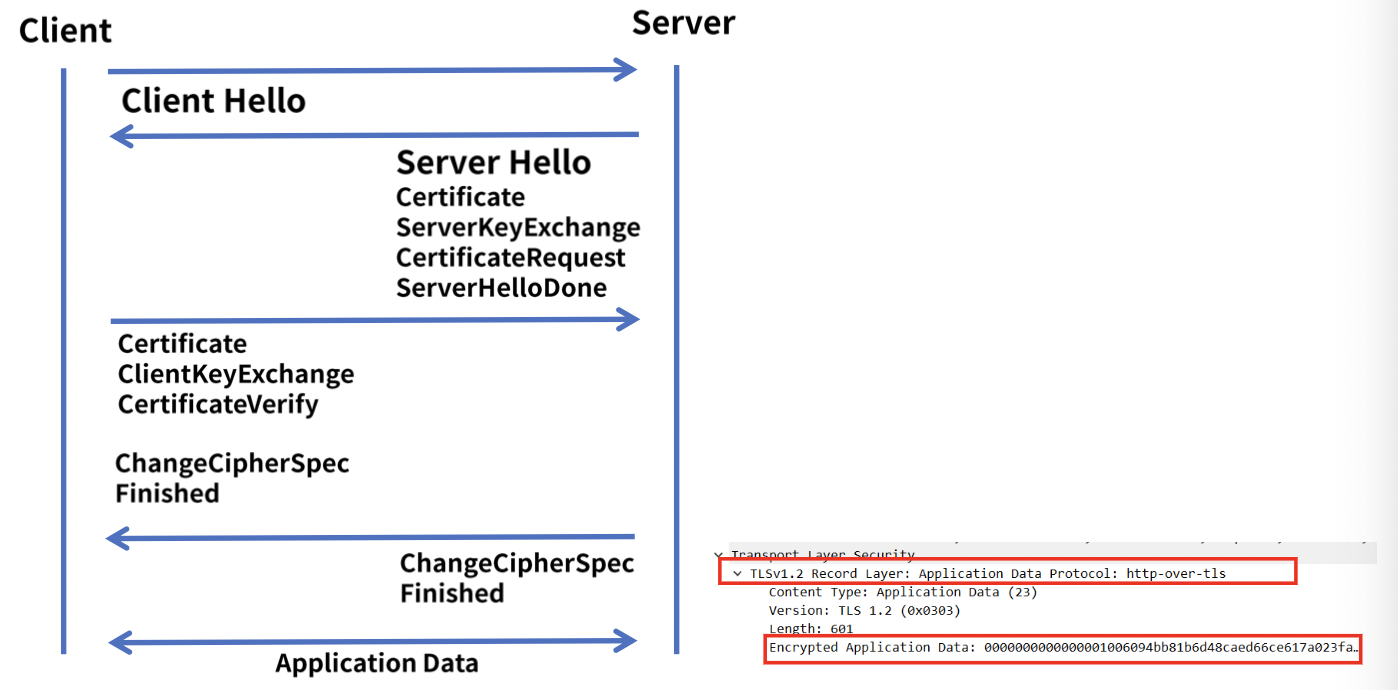 Client
Server
Client Hello
Server Hello
Certificate
ServerKeyExchange
CertificateRequest
ServerHelloDone
Certificate
ClientKeyExchange
CertificateVerify
ChangeCipherSpec
Finished
ChangeCipherSpec
Finished
Application Data
Transport Layer Security
TLSv1.2 Record Layer: Application Data Protocol: http-over-tls
Content Type: Application Data (23)
Version: TLS 1.2 (0x0303)
Length: 601
Encrypted Application Data: 0000000000000001006094bb81b6d48caed66ce617a023fa…